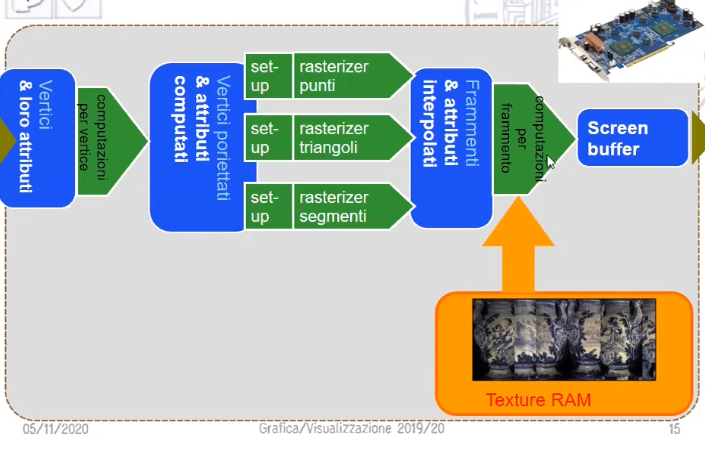 Vertici
& loro attributi
computazioni
per vertice
Vertici poriettati
& attributi
computati
set-
up
rasterizer
punti
set-
up
rasterizer
triangoli
set-
up
rasterizer
segmenti
Frammenti
& attributi
interpolati
computazioni
per
frammento
Screen
buffer
Texture RAM
05/11/2020
Grafica/Visualizzazione 2019/20
15